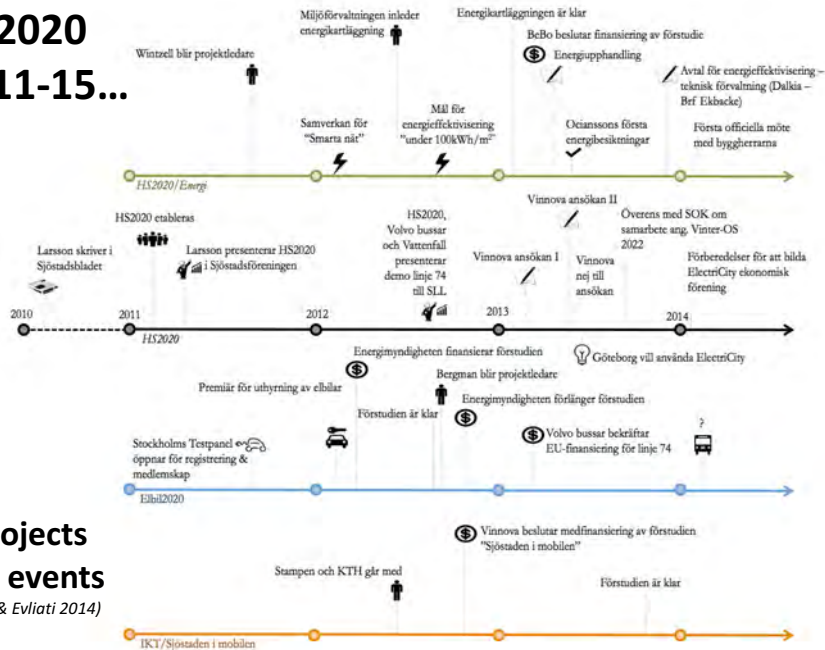 2020
11-15...
Energikartläggningen är klar
Miljöförvaltningen inleder
energikartläggning
BeBo beslutar finansiering av förstudie
Wintzell blir projektledare
Energiupphandling
Avtal för energieffektivisering –
teknisk förvaltning (Dalkia –
Brf Ekbacke)
Samverkan för
"Smarta nät"
Mål för
energieffektivisering
"under 100kWh/m²"
Ocianssons första
energibesiktningar
Första officiella möte
med byggherrarna
HS2020/Energi
Vinnova ansökan II
HS2020 etableras
HS2020,
Volvo bussar
och Vattenfall
presenterar
demo linje 74
till SLL
Överens med SOK om
samarbete ang. Vinter-OS
2022
Larsson skriver i
Sjöstadsbladet
Larsson presenterar HS2020
i Sjöstadsföreningen
Vinnova ansökan I
Vinnova
nej till
ansökan
Förberedelser för att bilda
ElectriCity ekonomisk
förening
2010
2011
2012
2013
2014
HS2020
Energimyndigheten finansierar förstudien
Göteborg vill använda ElectriCity
Bergman blir projektledare
Premiär för uthyrning av elbilar
Energimyndigheten förlänger förstudien
Förstudien är klar
?
Stockholms Testpanel
öppnar för registrering &
medlemskap
Volvo bussar bekräftar
EU-finansiering för linje 74
Elbil2020
ojects
events
& Evliati 2014)
Vinnova beslutar medfinansiering av förstudien
"Sjöstaden i mobilen"
Stampen och KTH går med
Förstudien är klar
IKT/Sjöstaden i mobilen